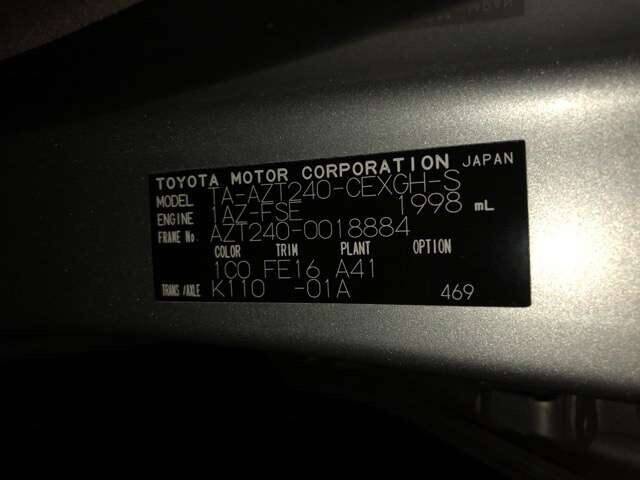 TOYOTA MOTOR CORPORATION JAPAN
MODEL TA-AZT240-CEXGH-S
ENGINE 1AZ-FSE 1998 mL
FRAME No. AZT240-0018884
COLOR TRIM PLANT OPTION
1C0 FE16 A41
TRANS/AXLE K110 -01A 469